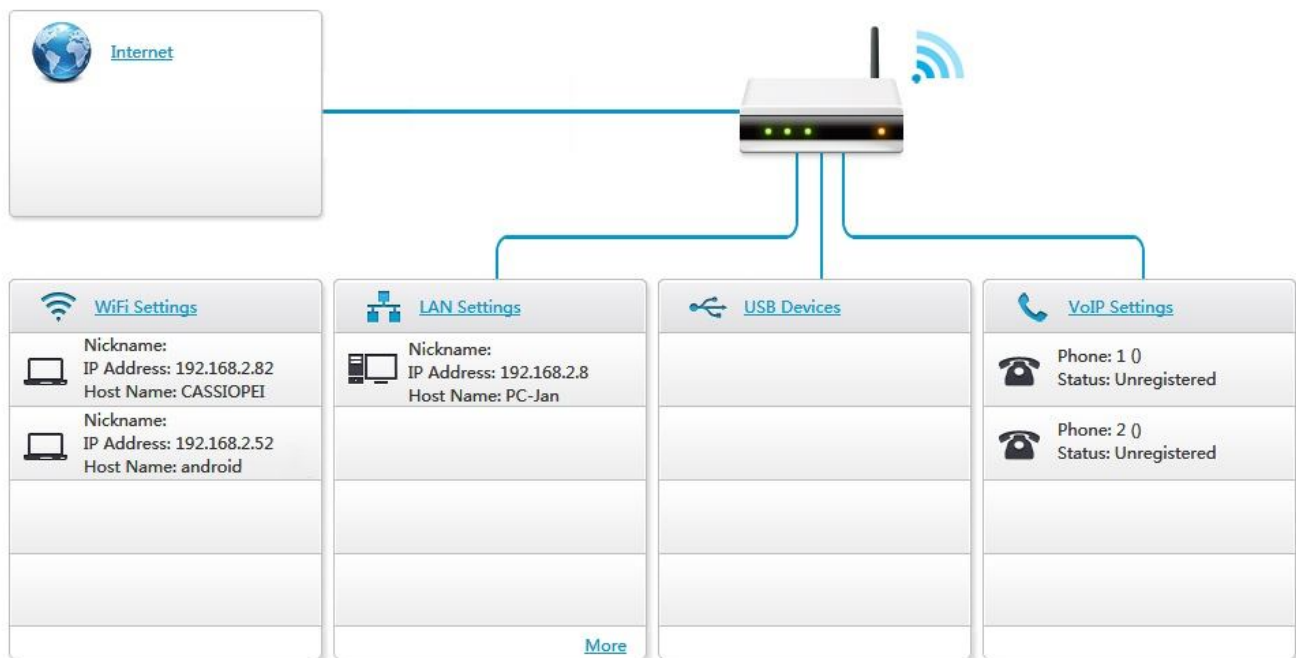 Internet
WiFi Settings
Nickname:
IP Address: 192.168.2.82
Host Name: CASSIOPEI
Nickname:
IP Address: 192.168.2.52
Host Name: android
LAN Settings
Nickname:
IP Address: 192.168.2.8
Host Name: PC-Jan
More
USB Devices
VoIP Settings
Phone: 1 ()
Status: Unregistered
Phone: 2 ()
Status: Unregistered